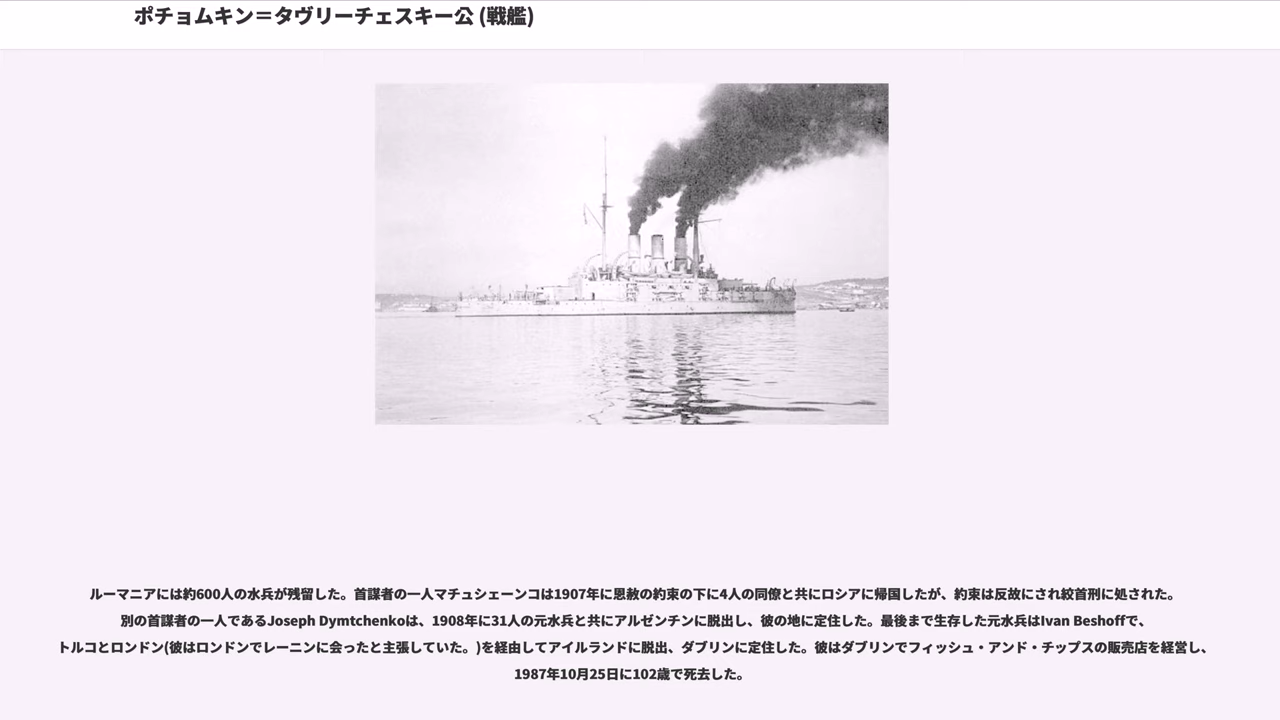 ポチョムキン＝タヴリーチェスキー公 (戦艦)
ルーマニアには約600人の水兵が残留した。首謀者の一人マチュシェーンコは1907年に恩赦の約束の下に4人の同僚と共にロシアに帰国したが、約束は反故にされ絞首刑に処された。
別の首謀者の一人であるJoseph Dymtchenkoは、1908年に31人の元水兵と共にアルゼンチンに脱出し、彼の地に定住した。最後まで生存した元水兵はIvan Beshoffで、
トルコとロンドン(彼はロンドンでレーニンに会ったと主張していた。)を経由してアイルランドに脱出、ダブリンに定住した。彼はダブリンでフィッシュ・アンド・チップスの販売店を経営し、
1987年10月25日に102歳で死去した。